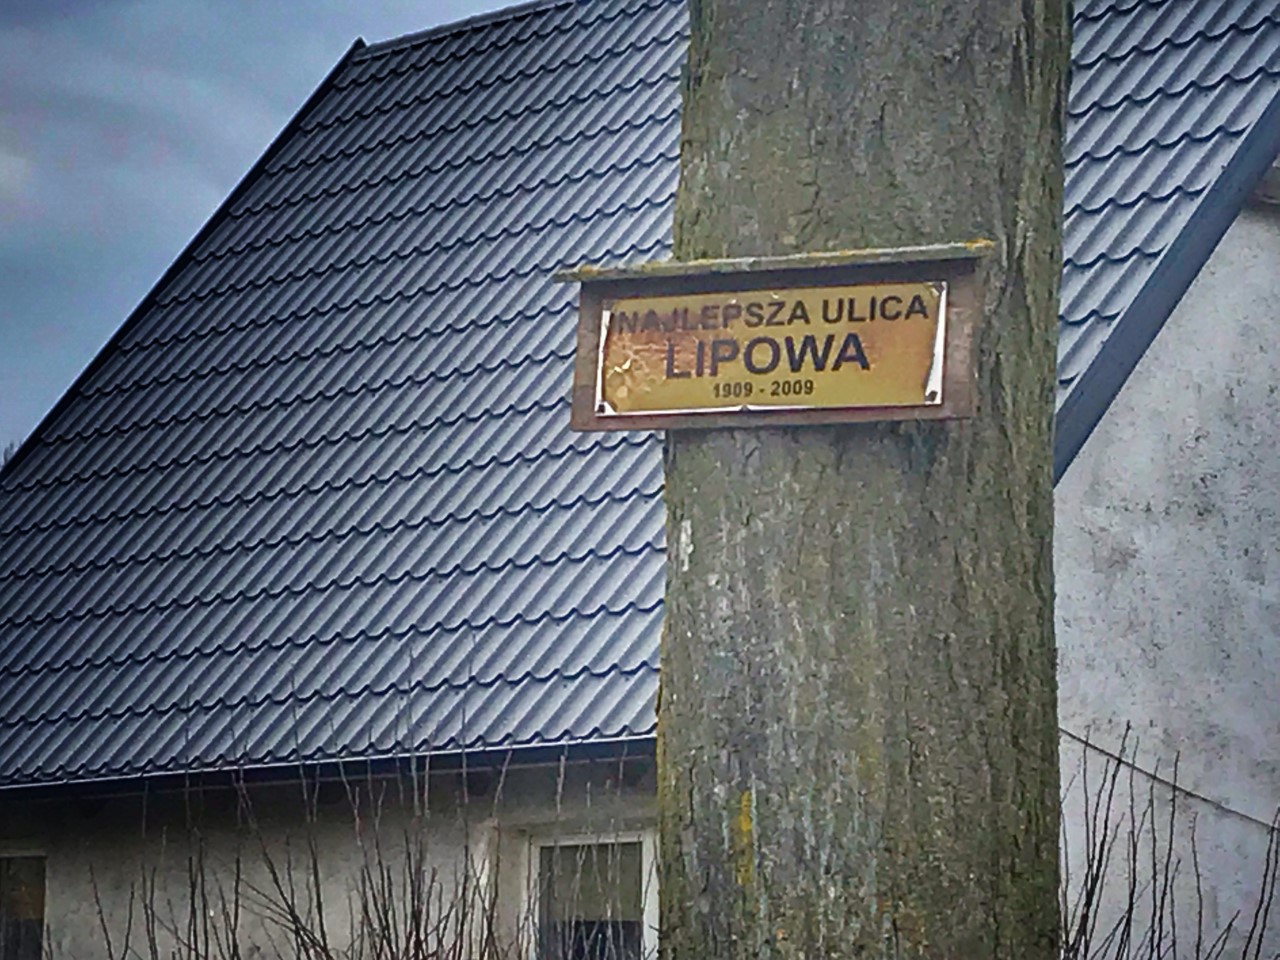 NAJLEPSZA ULICA
LIPOWA
1909 - 2009